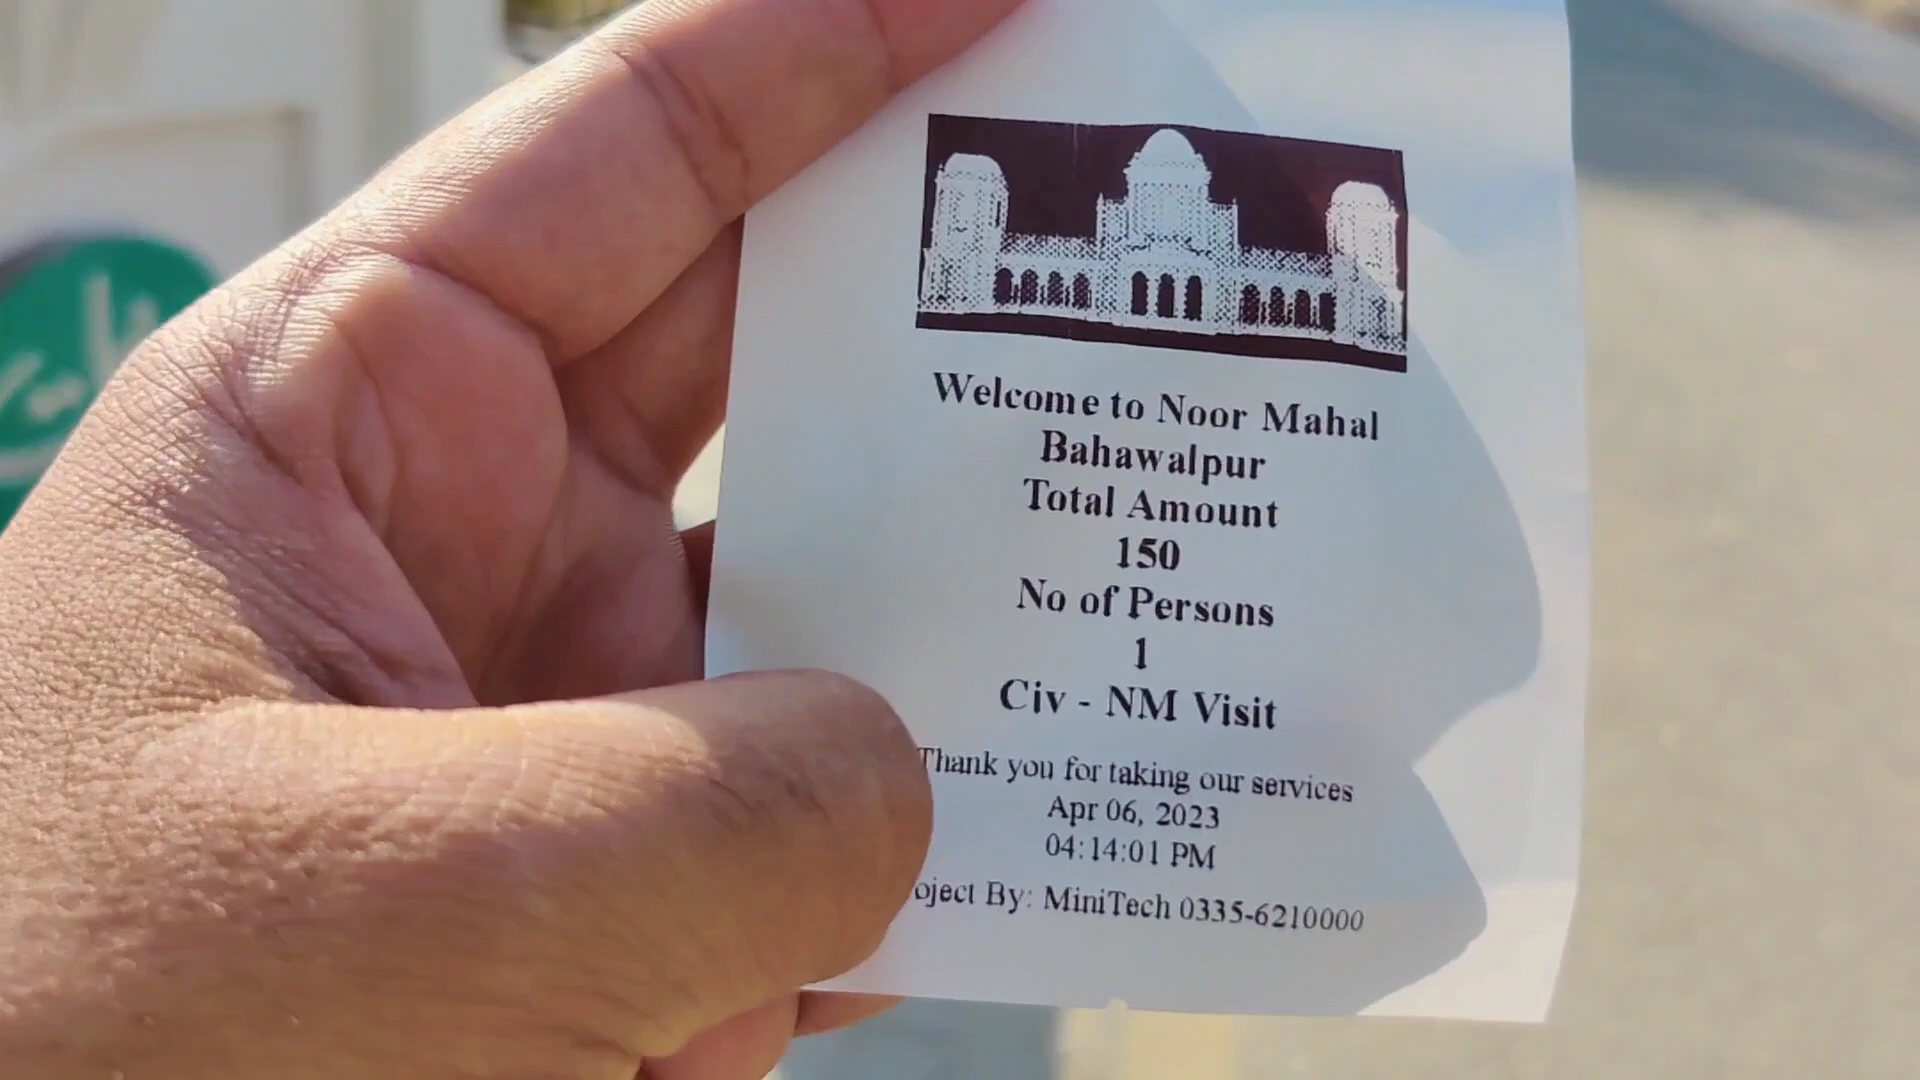 Welcome to Noor Mahal
Bahawalpur
Total Amount
150
No of Persons
1
Civ - NM Visit
Thank you for taking our services
Apr 06, 2023
04:14:01 PM
By: MiniTech 0335-6210000